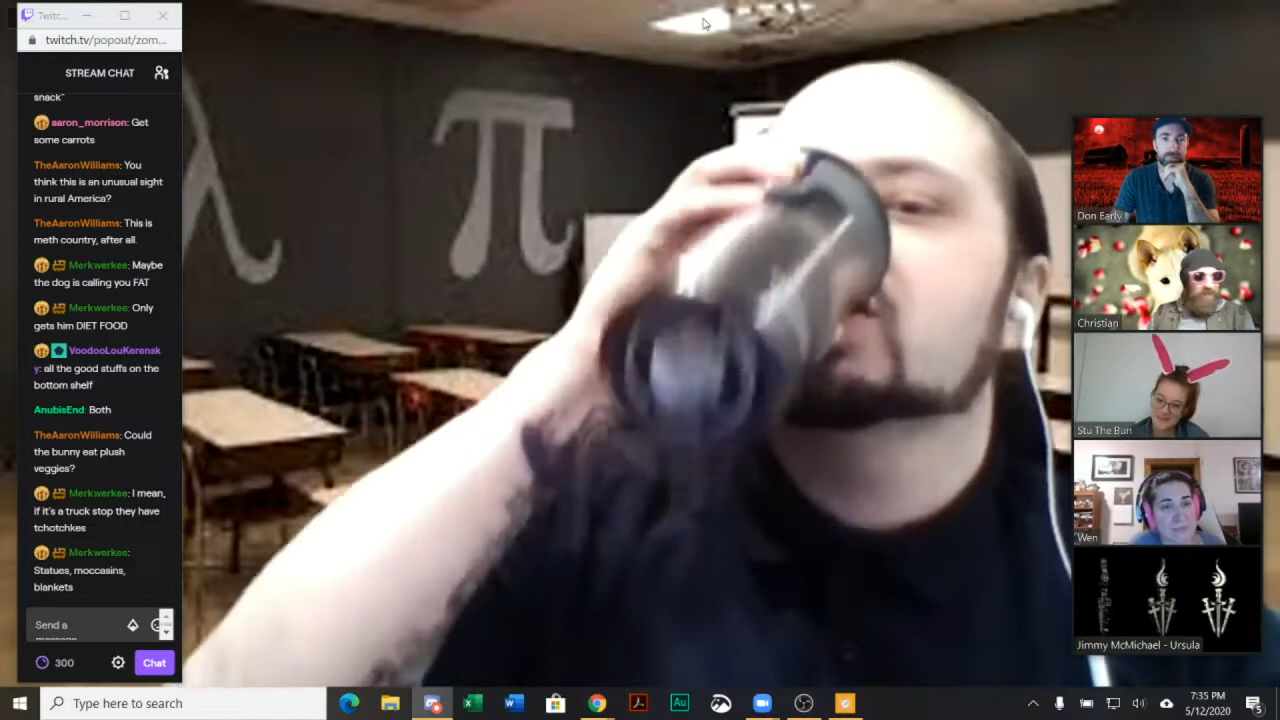 Twitc...
twitch.tv/popout/zom...
STREAM CHAT
snack"
aaron_morrison: Get
some carrots
TheAaronWilliams: You
think this is an unusual sight
in rural America?
TheAaronWilliams: This is
meth country, after all.
Merkwerkee: Maybe
the dog is calling you FAT
Merkwerkee: Only
gets him DIET FOOD
VoodooLouKerensk
y: all the good stuffs on the
bottom shelf
AnubisEnd: Both
TheAaronWilliams: Could
the bunny eat plush
veggies?
Merkwerkee: I mean,
if it's a truck stop they have
tchotchkes
Merkwerkee:
Statues, moccasins,
blankets
Send a
300
Chat
λ
π
Don Early
Christian
Stu The Bun
Wen
Jimmy McMichael - Ursula
Type here to search
7:35 PM
5/12/2020
5